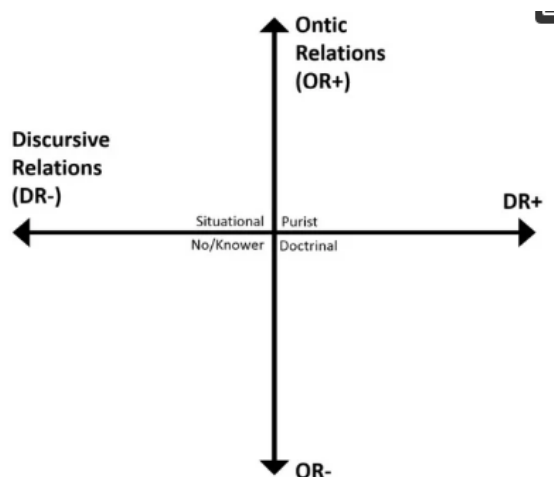 Ontic
Relations
(OR+)
Discursive
Relations
(DR-)
DR+
Situational
Purist
No/Knower
Doctrinal
OR-